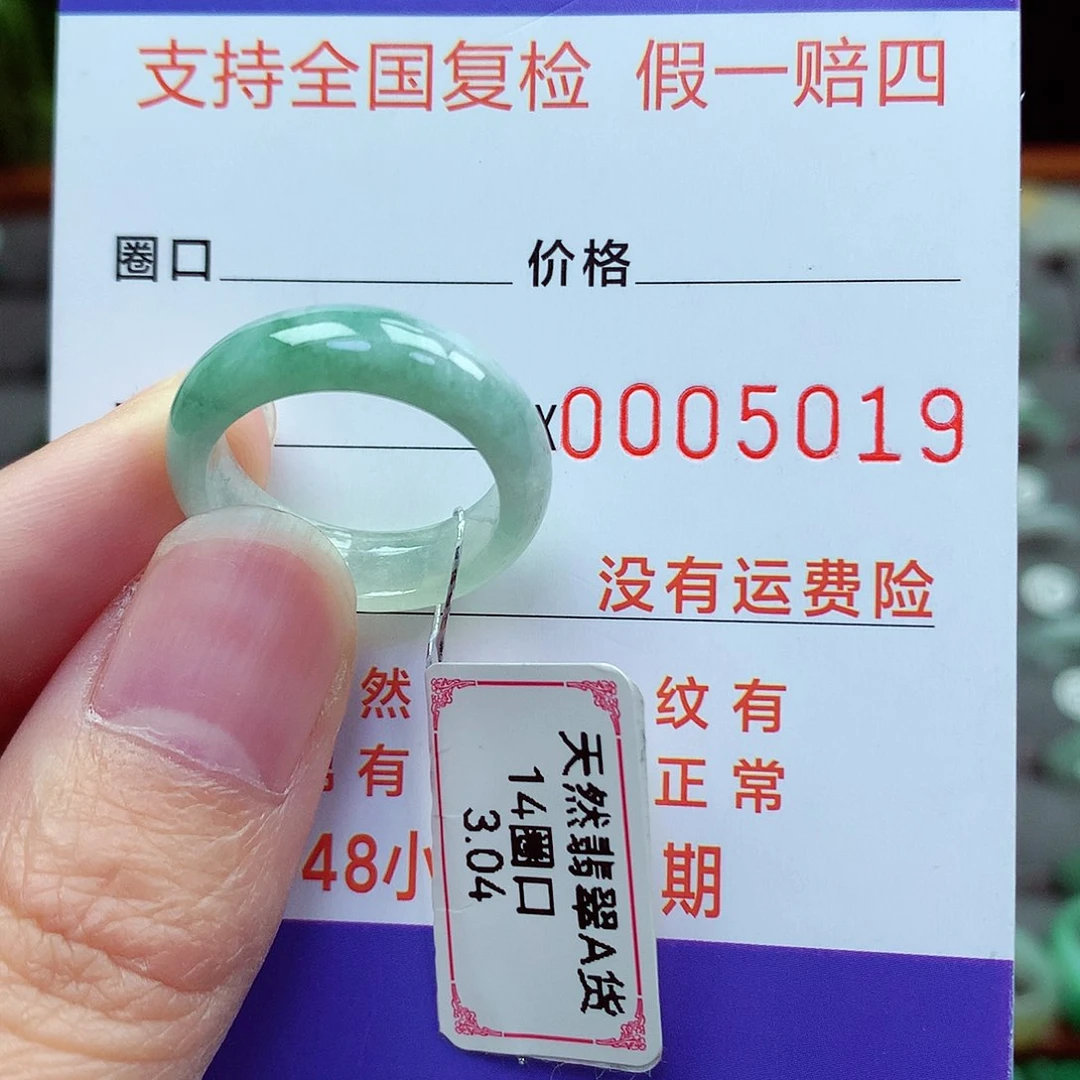 支持全国复检 假一赔四
圈口 价格
X0005019
没有运费险
然 纹有
有 正常
48小 期
天然翡翠A货
14圈口
3.04